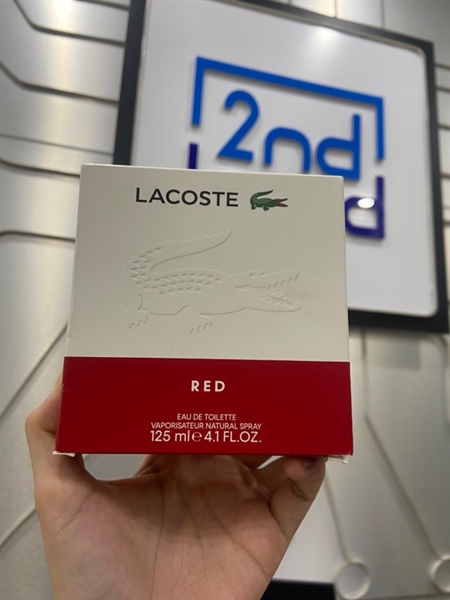 2nd
LACOSTE
RED
EAU DE TOILETTE
VAPORISATEUR NATURAL SPRAY
125 ml e 4.1 FL.OZ.